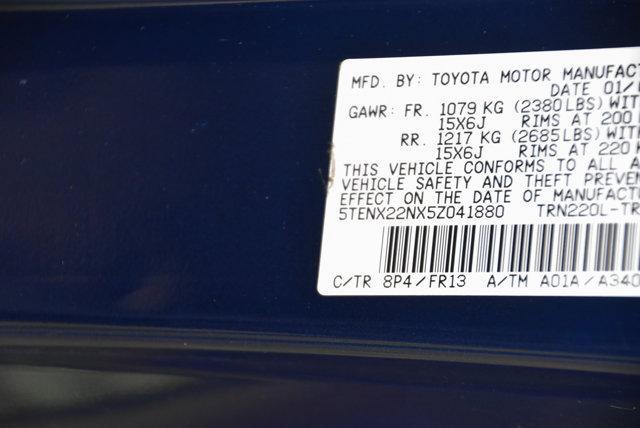 MFD. BY: TOYOTA MOTOR MANUFACT
DATE 01/
GAWR: FR. 1079 KG (2380LBS) WIT
15X6J RIMS AT 200
RR. 1217 KG (2685LBS) WIT
15X6J RIMS AT 220
THIS VEHICLE CONFORMS TO ALL A
VEHICLE SAFETY AND THEFT PREVEN
EFFECT ON THE DATE OF MANUFACTU
5TENX22NX5Z041880 TRN220L-TR
C/TR 8P4/FR13 A/TM A01A/A340